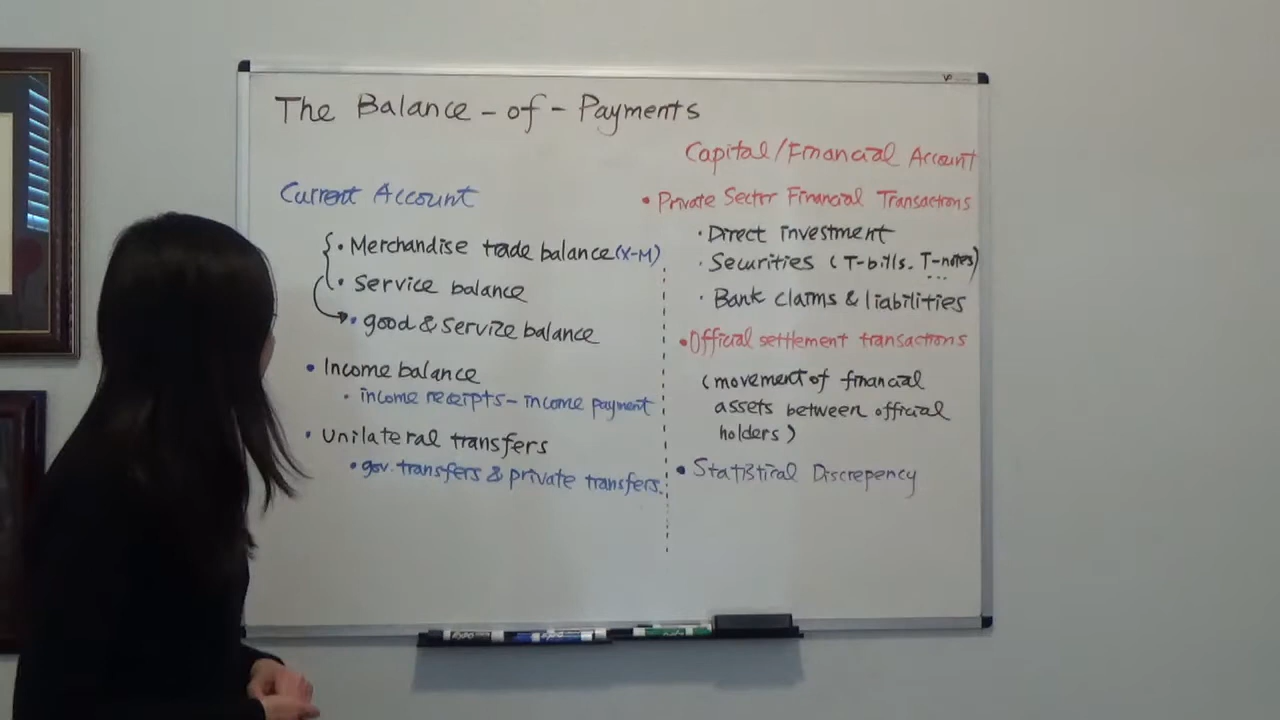 The Balance-of-Payments
Current Account
• Merchandise trade balance (X-M)
• Service balance
• good & service balance
• Income balance
• income receipts - income payment
• Unilateral transfers
• gov. transfers & private transfers.
Capital/Financial Account
• Private Sector Financial Transactions
• Direct investment
• Securities (T-bills. T-notes)
...
• Bank claims & liabilities
• Official settlement transactions
(movement of financial
assets between official
holders)
• Statistical Discrepency